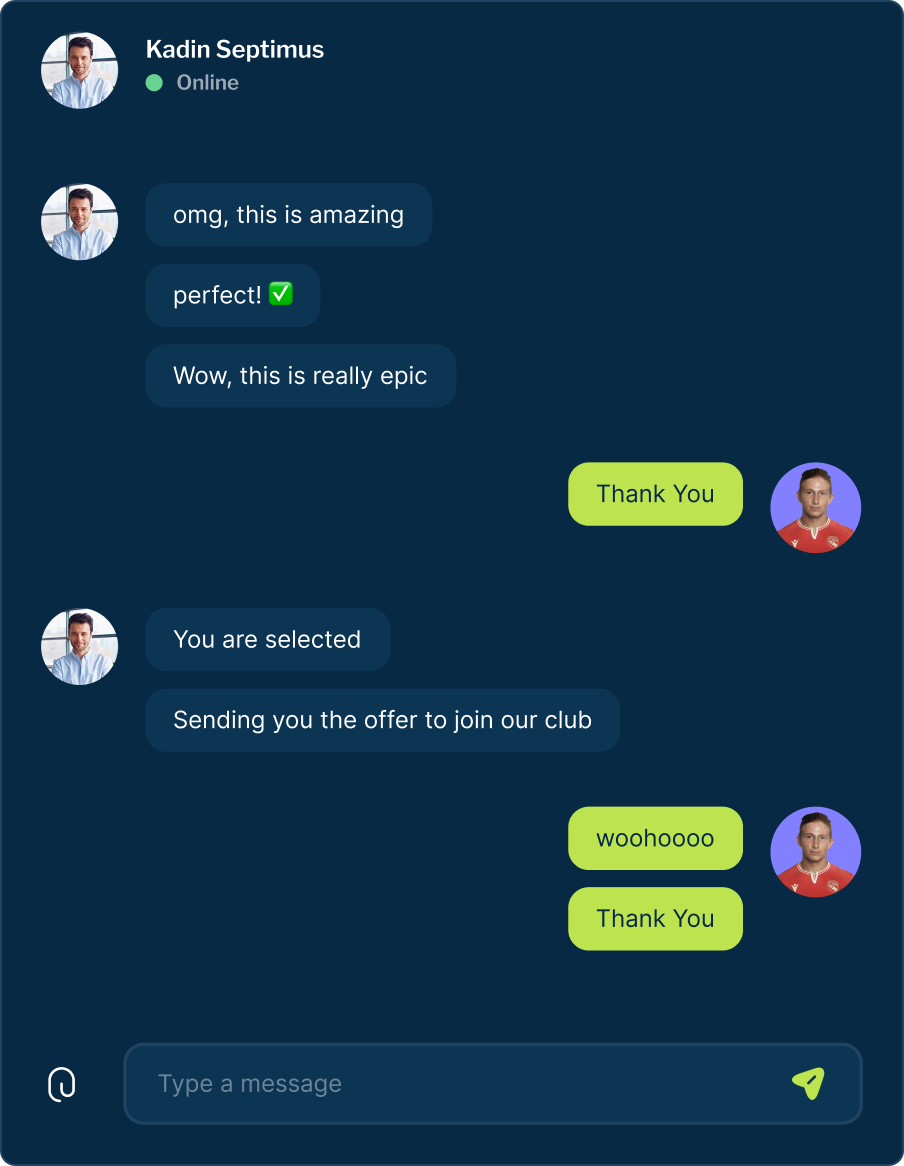 Kadin Septimus
Online
omg, this is amazing
perfect! ✅
Wow, this is really epic
Thank You
You are selected
Sending you the offer to join our club
woohoooo
Thank You
Type a message